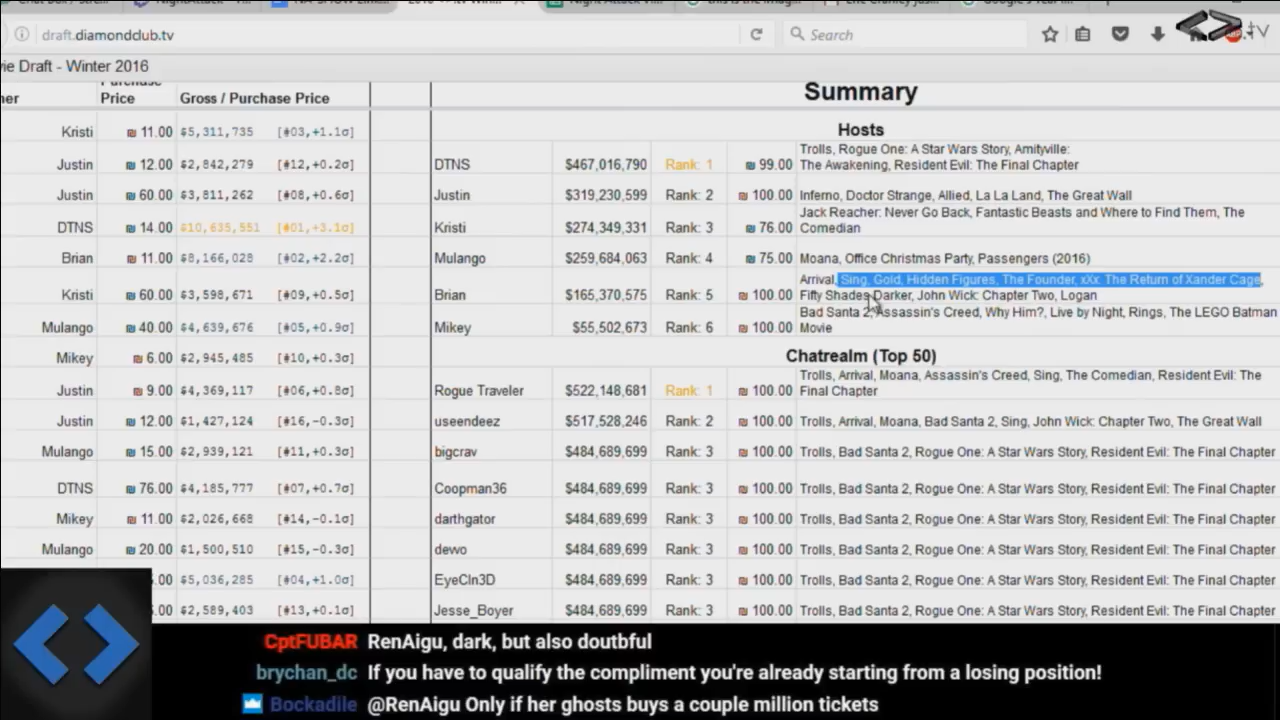 draft.diamondclub.tv
Search
.tv
vie Draft - Winter 2016
ner Purchase Price Gross / Purchase Price
Summary
Hosts
Kristi ₪ 11.00 $5,311,735 [#03,+1.1σ]
Justin ₪ 12.00 $2,842,279 [#12,+0.2σ]
DTNS $467,016,790 Rank: 1 ₪ 99.00 Trolls, Rogue One: A Star Wars Story, Amityville:
The Awakening, Resident Evil: The Final Chapter
Justin ₪ 60.00 $3,811,262 [#08,+0.6σ]
Justin $319,230,599 Rank: 2 ₪ 100.00 Inferno, Doctor Strange, Allied, La La Land, The Great Wall
DTNS ₪ 14.00 $10,635,551 [#01,+3.1σ]
Kristi $274,349,331 Rank: 3 ₪ 76.00 Jack Reacher: Never Go Back, Fantastic Beasts and Where to Find Them, The
Comedian
Brian ₪ 11.00 $8,166,028 [#02,+2.2σ]
Mulango $259,684,063 Rank: 4 ₪ 75.00 Moana, Office Christmas Party, Passengers (2016)
Kristi ₪ 60.00 $3,598,671 [#09,+0.5σ]
Brian $165,370,575 Rank: 5 ₪ 100.00 Arrival, Sing, Gold, Hidden Figures, The Founder, xXx: The Return of Xander Cage,
Fifty Shades Darker, John Wick: Chapter Two, Logan
Mulango ₪ 40.00 $4,639,676 [#05,+0.9σ]
Mikey $55,502,673 Rank: 6 ₪ 100.00 Bad Santa 2, Assassin's Creed, Why Him?, Live by Night, Rings, The LEGO Batman
Movie
Mikey ₪ 6.00 $2,945,485 [#10,+0.3σ]
Chatrealm (Top 50)
Justin ₪ 9.00 $4,369,117 [#06,+0.8σ]
Rogue Traveler $522,148,681 Rank: 1 ₪ 100.00 Trolls, Arrival, Moana, Assassin's Creed, Sing, The Comedian, Resident Evil: The
Final Chapter
Justin ₪ 12.00 $1,427,124 [#16,-0.3σ]
useendeez $517,528,246 Rank: 2 ₪ 100.00 Trolls, Arrival, Moana, Bad Santa 2, Sing, John Wick: Chapter Two, The Great Wall
Mulango ₪ 15.00 $2,939,121 [#11,+0.3σ]
bigcrav $484,689,699 Rank: 3 ₪ 100.00 Trolls, Bad Santa 2, Rogue One: A Star Wars Story, Resident Evil: The Final Chapter
DTNS ₪ 76.00 $4,185,777 [#07,+0.7σ]
Coopman36 $484,689,699 Rank: 3 ₪ 100.00 Trolls, Bad Santa 2, Rogue One: A Star Wars Story, Resident Evil: The Final Chapter
Mikey ₪ 11.00 $2,026,668 [#14,-0.1σ]
darthgator $484,689,699 Rank: 3 ₪ 100.00 Trolls, Bad Santa 2, Rogue One: A Star Wars Story, Resident Evil: The Final Chapter
Mulango ₪ 20.00 $1,500,510 [#15,-0.3σ]
dewo $484,689,699 Rank: 3 ₪ 100.00 Trolls, Bad Santa 2, Rogue One: A Star Wars Story, Resident Evil: The Final Chapter
.00 $5,036,285 [#04,+1.0σ]
EyeCln3D $484,689,699 Rank: 3 ₪ 100.00 Trolls, Bad Santa 2, Rogue One: A Star Wars Story, Resident Evil: The Final Chapter
.00 $2,589,403 [#13,+0.1σ]
Jesse_Boyer $484,689,699 Rank: 3 ₪ 100.00 Trolls, Bad Santa 2, Rogue One: A Star Wars Story, Resident Evil: The Final Chapter
CptFUBAR RenAigu, dark, but also doutbful
brychan_dc If you have to qualify the compliment you're already starting from a losing position!
Bockadile @RenAigu Only if her ghosts buys a couple million tickets